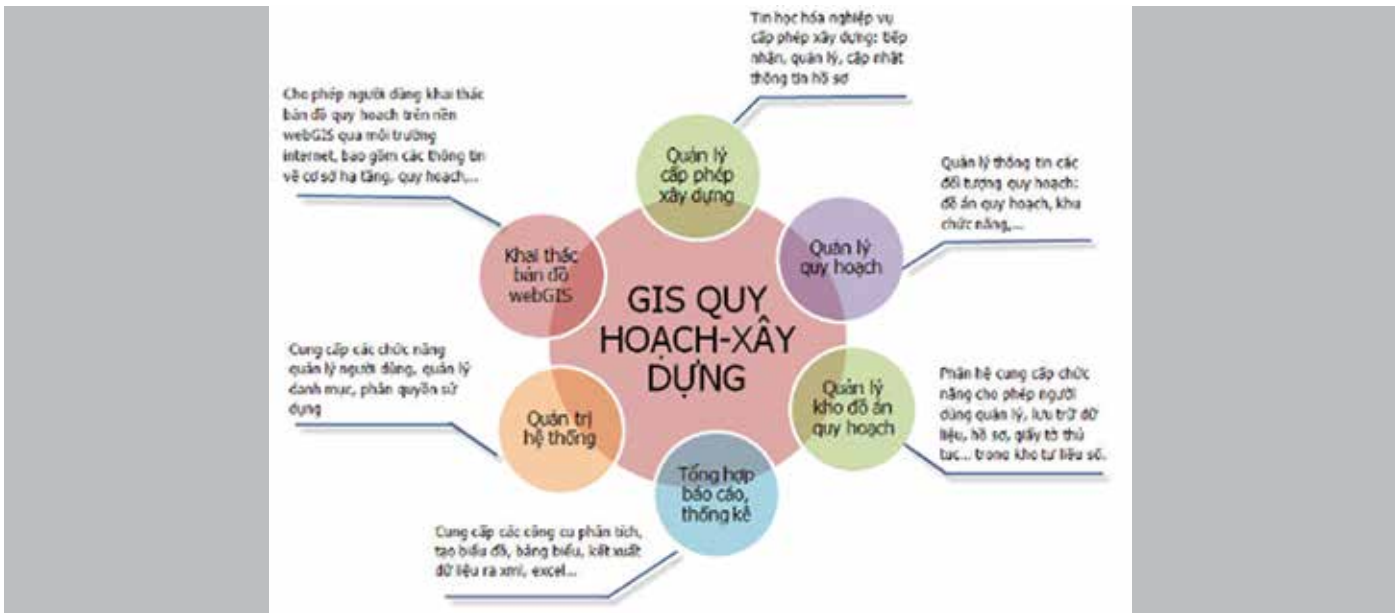 Tin học hóa nghiệp vụ
cấp phép xây dựng: tiếp
nhận, quản lý, cập nhật
thông tin hồ sơ
Quản lý
cấp phép
xây dựng
Quản lý thông tin các
đối tượng quy hoạch:
đồ án quy hoạch, khu
chức năng,...
Quản lý
quy hoạch
Phân hệ cung cấp chức
năng cho phép người
dùng quản lý, lưu trữ dữ
liệu, hồ sơ, giấy tờ thủ
tục... trong kho tư liệu số.
Quản lý
kho đồ án
quy hoạch
Tổng hợp
báo cáo,
thống kê
Cung cấp các công cụ phân tích,
tạo biểu đồ, bảng biểu, kết xuất
dữ liệu ra xml, excel...
Quản trị
hệ thống
Cung cấp các chức năng
quản lý người dùng, quản lý
danh mục, phân quyền sử
dụng
Khai thác
bản đồ
webGIS
Cho phép người dùng khai thác
bản đồ quy hoạch trên nền
webGIS qua môi trường
internet, bao gồm các thông tin
về cơ sở hạ tầng, quy hoạch,...
GIS QUY
HOẠCH-XÂY
DỰNG